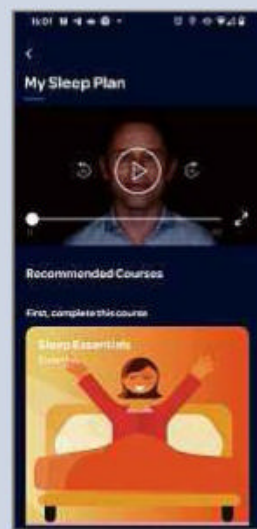 My Sleep Plan
Recommended Courses
First, complete this course
Sleep Essentials